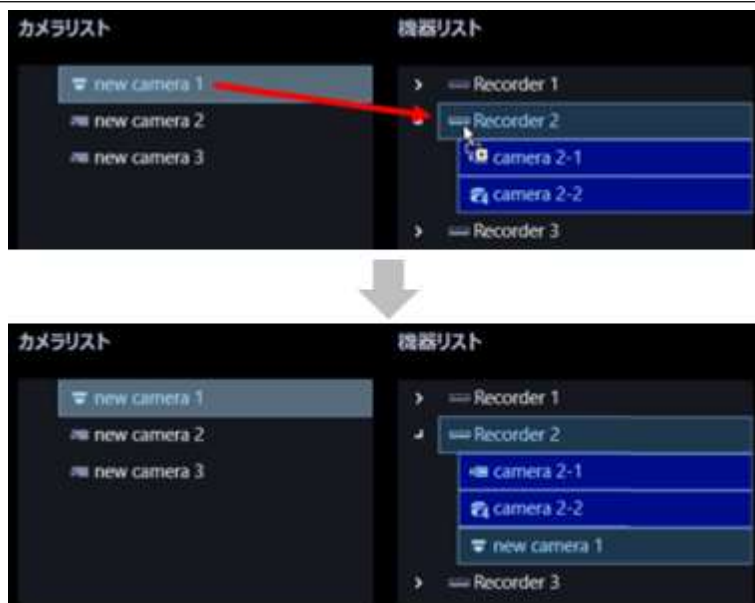 カメラリスト
機器リスト
new camera 1
Recorder 1
new camera 2
Recorder 2
new camera 3
camera 2-1
camera 2-2
Recorder 3
カメラリスト
機器リスト
new camera 1
Recorder 1
new camera 2
Recorder 2
new camera 3
camera 2-1
camera 2-2
new camera 1
Recorder 3